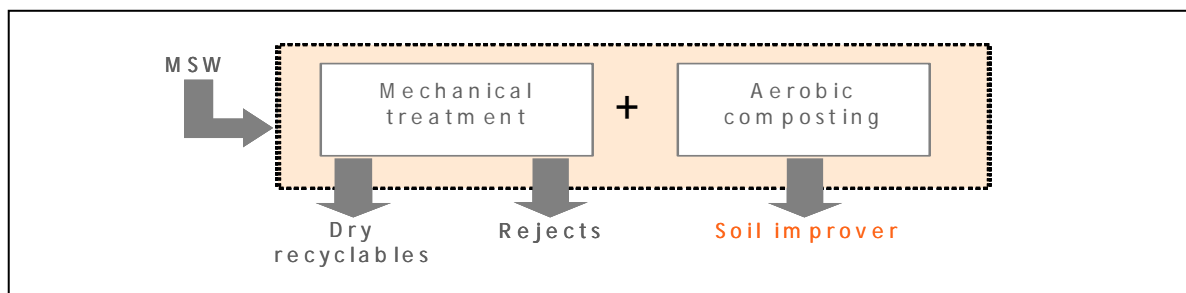 MSW
Mechanical
treatment
+
Aerobic
composting
Dry
recyclables
Rejects
Soil improver